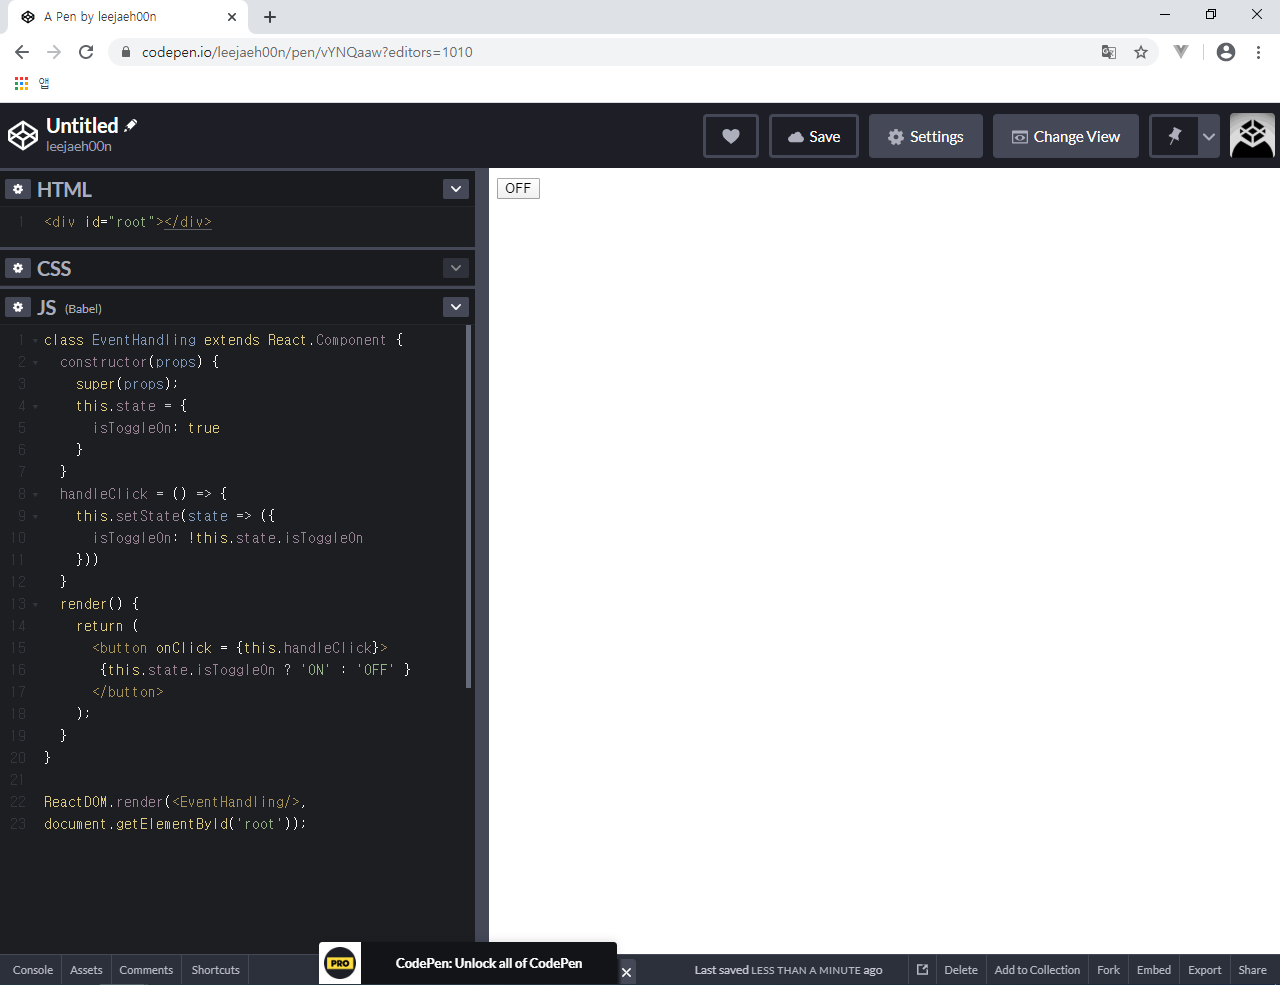 A Pen by leejaeh00n
codepen.io/leejaeh00n/pen/vYNQaaw?editors=1010
앱
Untitled
leejaeh00n
Save
Settings
Change View
HTML
1 <div id="root"></div>
CSS
JS (Babel)
1 class EventHandling extends React.Component {
2 constructor(props) {
3 super(props);
4 this.state = {
5 isToggleOn: true
6 }
7 }
8 handleClick = () => {
9 this.setState(state => ({
10 isToggleOn: !this.state.isToggleOn
11 }))
12 }
13 render() {
14 return (
15 <button onClick = {this.handleClick}>
16 {this.state.isToggleOn ? 'ON' : 'OFF' }
17 </button>
18 );
19 }
20 }
21
22 ReactDOM.render(<EventHandling/>,
23 document.getElementById('root'));
OFF
Console Assets Comments Shortcuts
PRO
CodePen: Unlock all of CodePen
Last saved LESS THAN A MINUTE ago
Delete Add to Collection Fork Embed Export Share